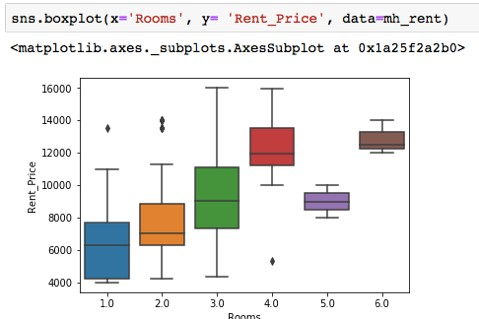 sns.boxplot(x='Rooms', y= 'Rent_Price', data=mh_rent)
<matplotlib.axes._subplots.AxesSubplot at 0x1a25f2a2b0>
16000
14000
12000
10000
8000
6000
4000
Rent_Price
1.0 2.0 3.0 4.0 5.0 6.0
Rooms